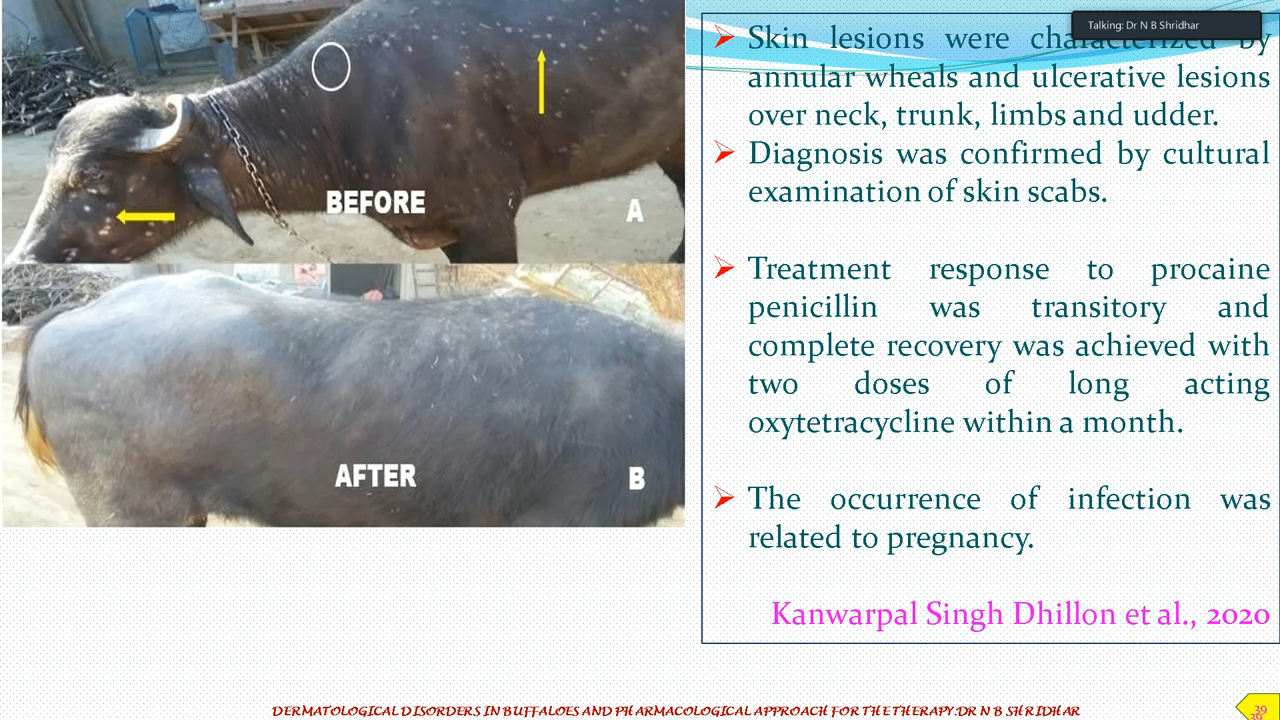 Talking: Dr N B Shridhar
Skin lesions were characterized by
annular wheals and ulcerative lesions
over neck, trunk, limbs and udder.
Diagnosis was confirmed by cultural
examination of skin scabs.
Treatment response to procaine
penicillin was transitory and
complete recovery was achieved with
two doses of long acting
oxytetracycline within a month.
The occurrence of infection was
related to pregnancy.
Kanwarpal Singh Dhillon et al., 2020
BEFORE
A
AFTER
B
DERMATOLOGICAL DISORDERS IN BUFFALOES AND PHARMACOLOGICAL APPROACH FOR THE THERAPY:DR N B SHRIDHAR
39